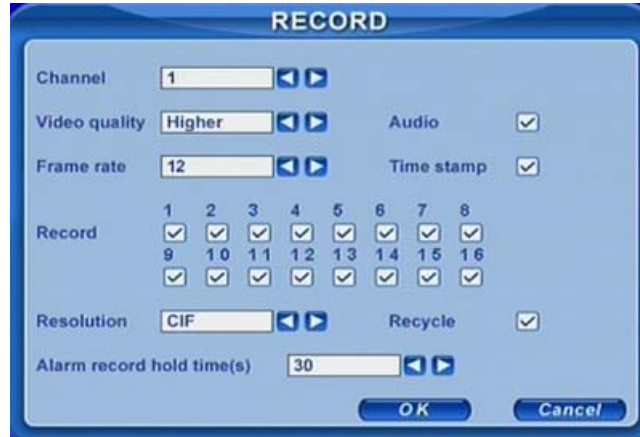 RECORD
Channel 1
Video quality Higher Audio
Frame rate 12 Time stamp
1 2 3 4 5 6 7 8
Record
9 10 11 12 13 14 15 16
Resolution CIF Recycle
Alarm record hold time(s) 30
OK Cancel